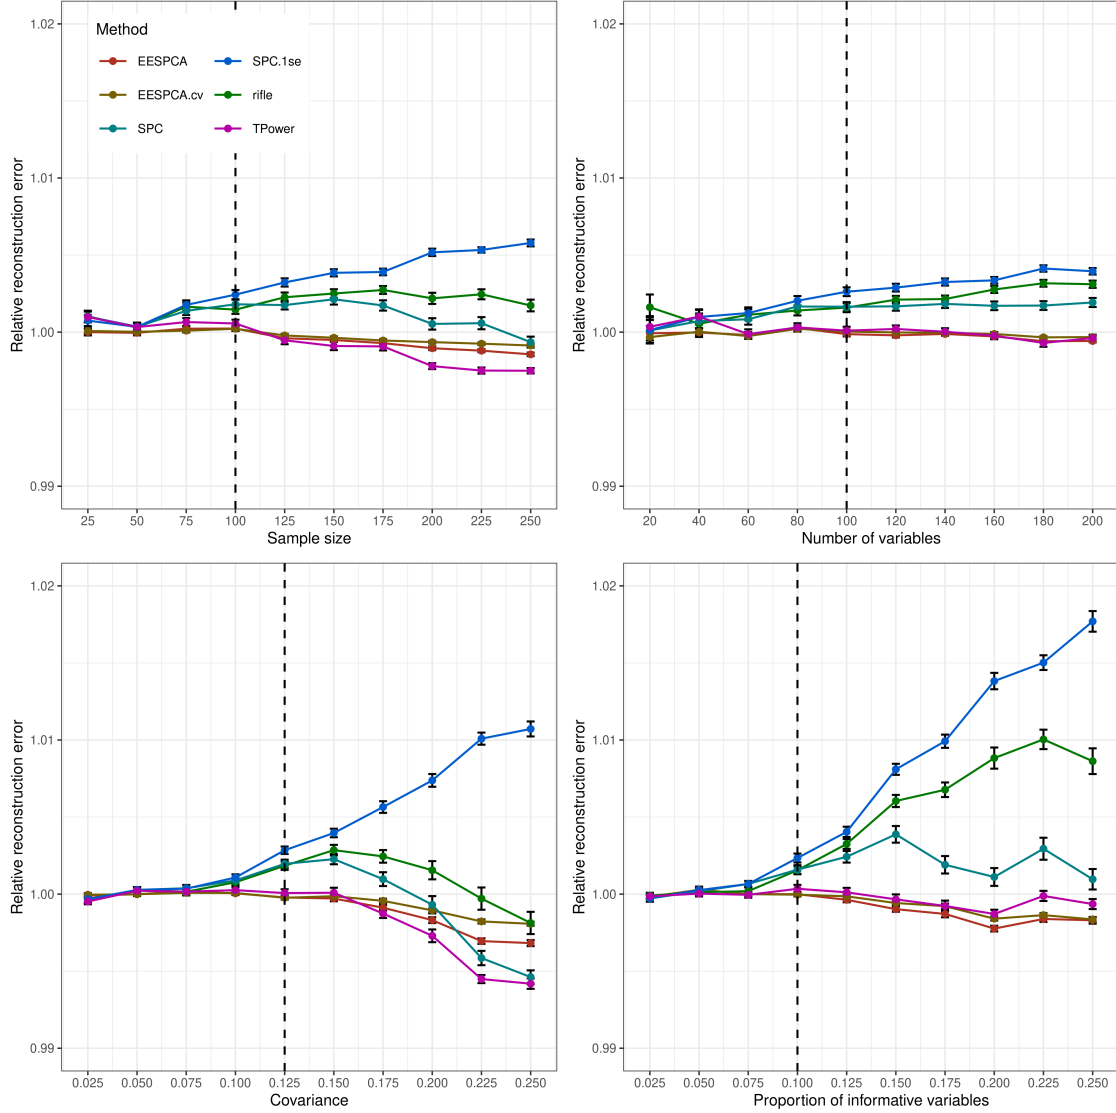 Method
EESPCA
SPC.1se
EESPCA.cv
rifle
SPC
TPower
Relative reconstruction error
1.02
1.01
1.00
0.99
25 50 75 100 125 150 175 200 225 250
Sample size
Relative reconstruction error
1.02
1.01
1.00
0.99
20 40 60 80 100 120 140 160 180 200
Number of variables
Relative reconstruction error
1.02
1.01
1.00
0.99
0.025 0.050 0.075 0.100 0.125 0.150 0.175 0.200 0.225 0.250
Covariance
Relative reconstruction error
1.02
1.01
1.00
0.99
0.025 0.050 0.075 0.100 0.125 0.150 0.175 0.200 0.225 0.250
Proportion of informative variables